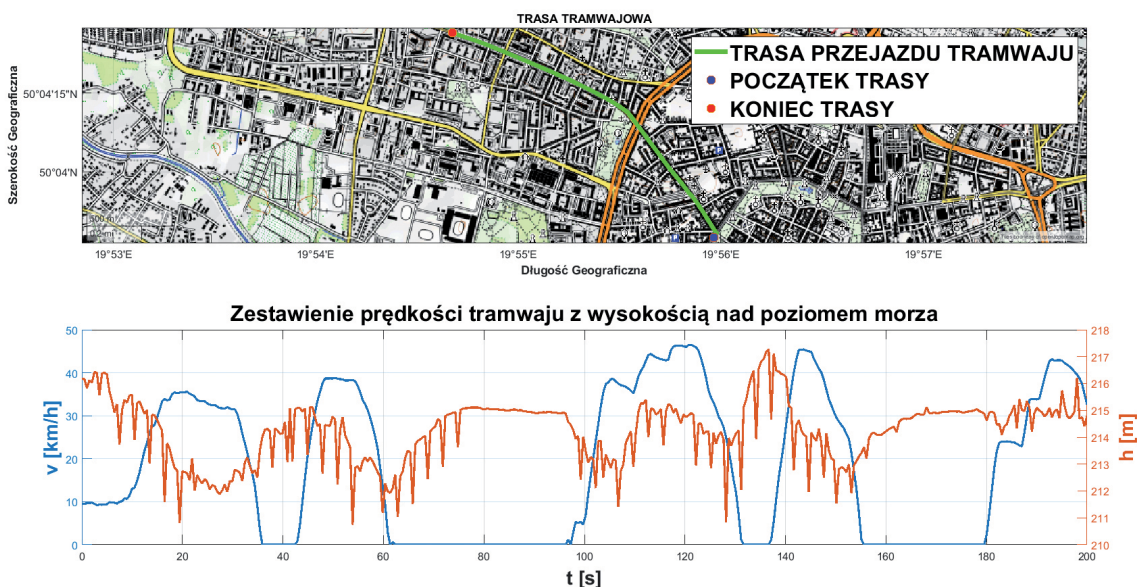 TRASA TRAMWAJOWA
TRASA PRZEJAZDU TRAMWAJU
POCZĄTEK TRASY
KONIEC TRASY
Szerokość Geograficzna
50°04'15"N
50°04'N
19°53'E
19°54'E
19°55'E
19°56'E
19°57'E
Długość Geograficzna
Zestawienie prędkości tramwaju z wysokością nad poziomem morza
v [km/h]
50
40
30
20
10
0
h [m]
218
217
216
215
214
213
212
211
210
0
20
40
60
80
100
120
140
160
180
200
t [s]